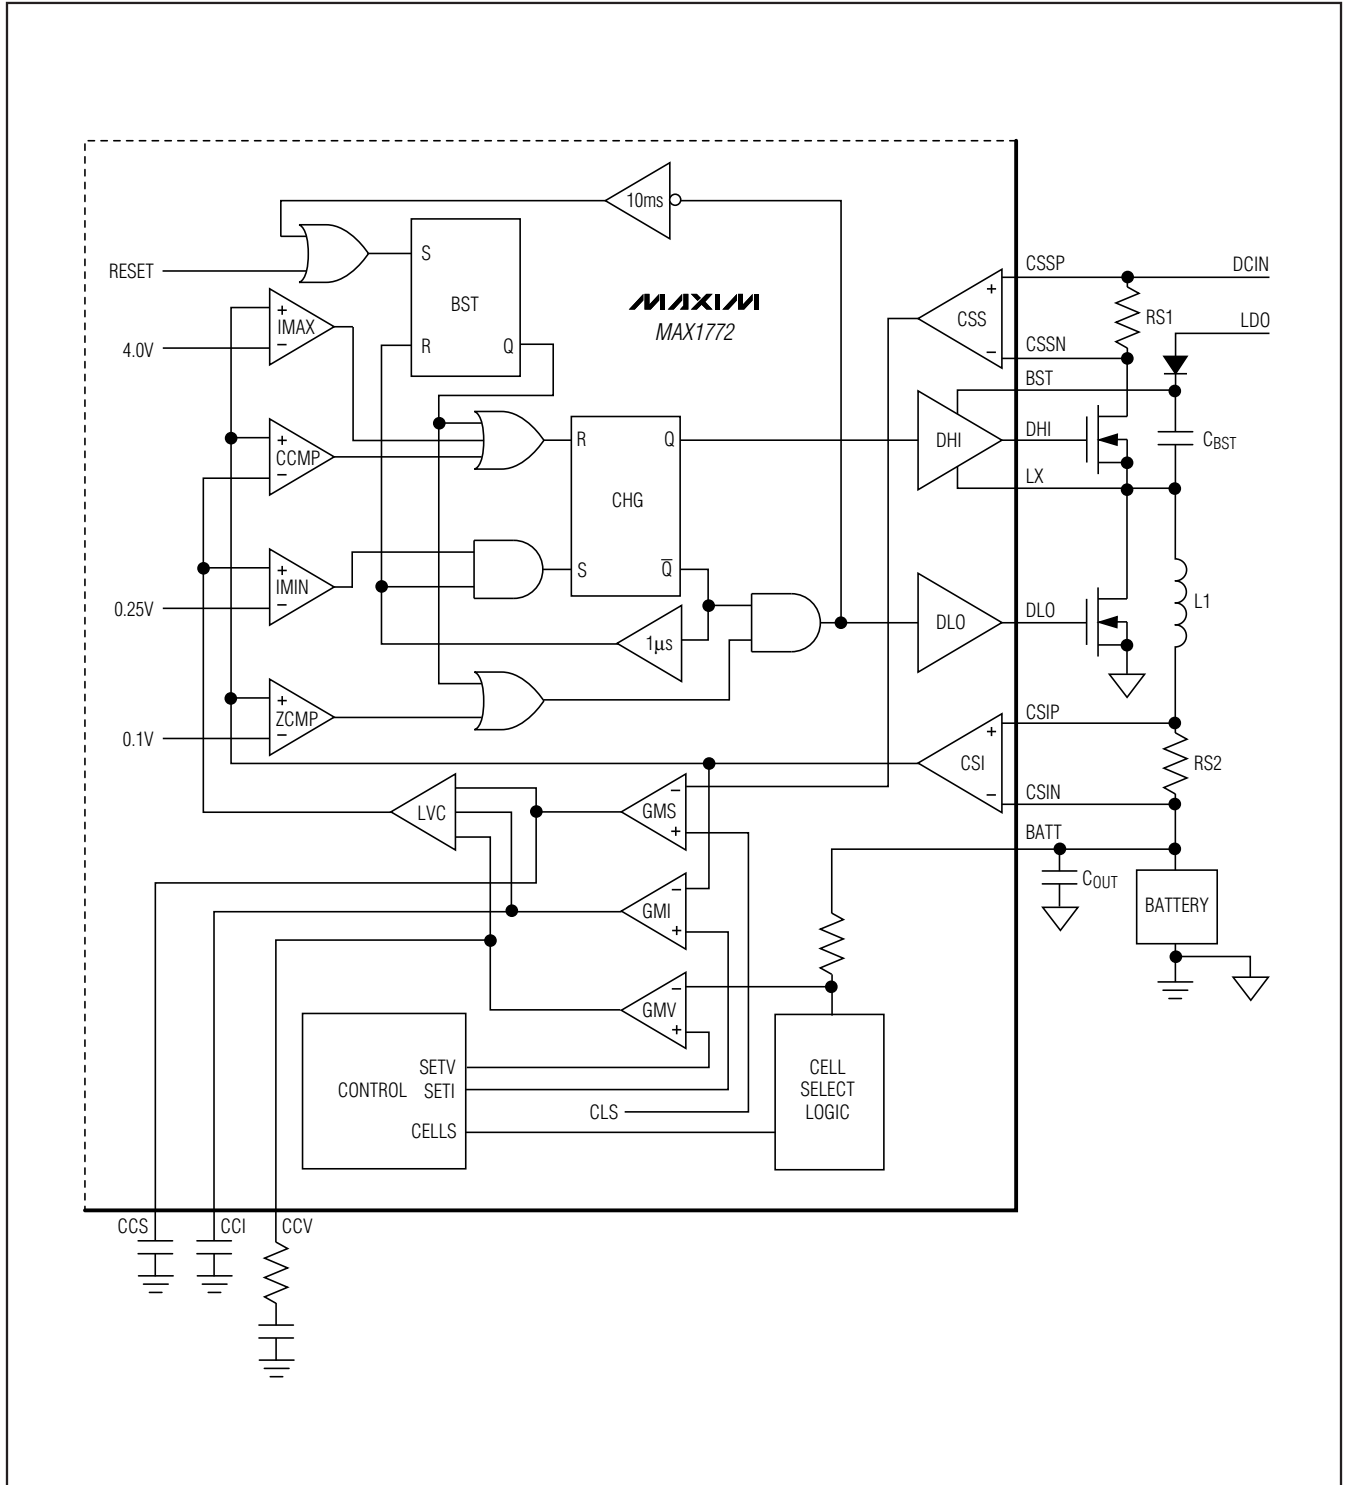 10ms
RESET
S
BST
R Q
MAXIM
MAX1772
CSSP
DCIN
+
CSS
−
RS1
LDO
CSSN
+
IMAX
−
4.0V
BST
DHI
DHI
CBST
LX
+
CCMP
−
R Q
CHG
S Q̅
+
IMIN
−
0.25V
1µs
DLO
DLO
L1
+
ZCMP
−
0.1V
CSIP
+
CSI
−
RS2
CSIN
LVC
−
GMS
+
BATT
COUT
BATTERY
−
GMI
+
−
GMV
+
SETV
CONTROL SETI
CELLS
CLS
CELL
SELECT
LOGIC
CCS
CCI
CCV